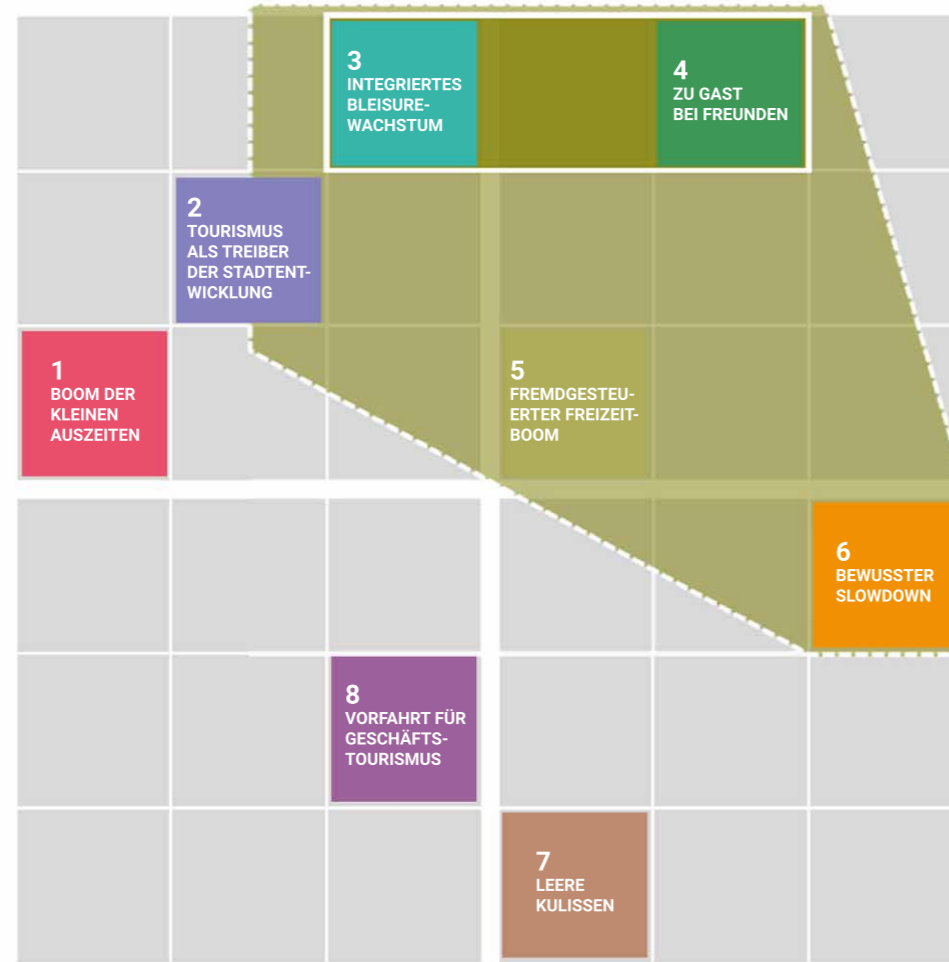 3
INTEGRIERTES
BLEISURE-
WACHSTUM
4
ZU GAST
BEI FREUNDEN
2
TOURISMUS
ALS TREIBER
DER STADTENT-
WICKLUNG
1
BOOM DER
KLEINEN
AUSZEITEN
5
FREMDGESTEU-
ERTER FREIZEIT-
BOOM
6
BEWUSSTER
SLOWDOWN
8
VORFAHRT FÜR
GESCHÄFTS-
TOURISMUS
7
LEERE
KULISSEN